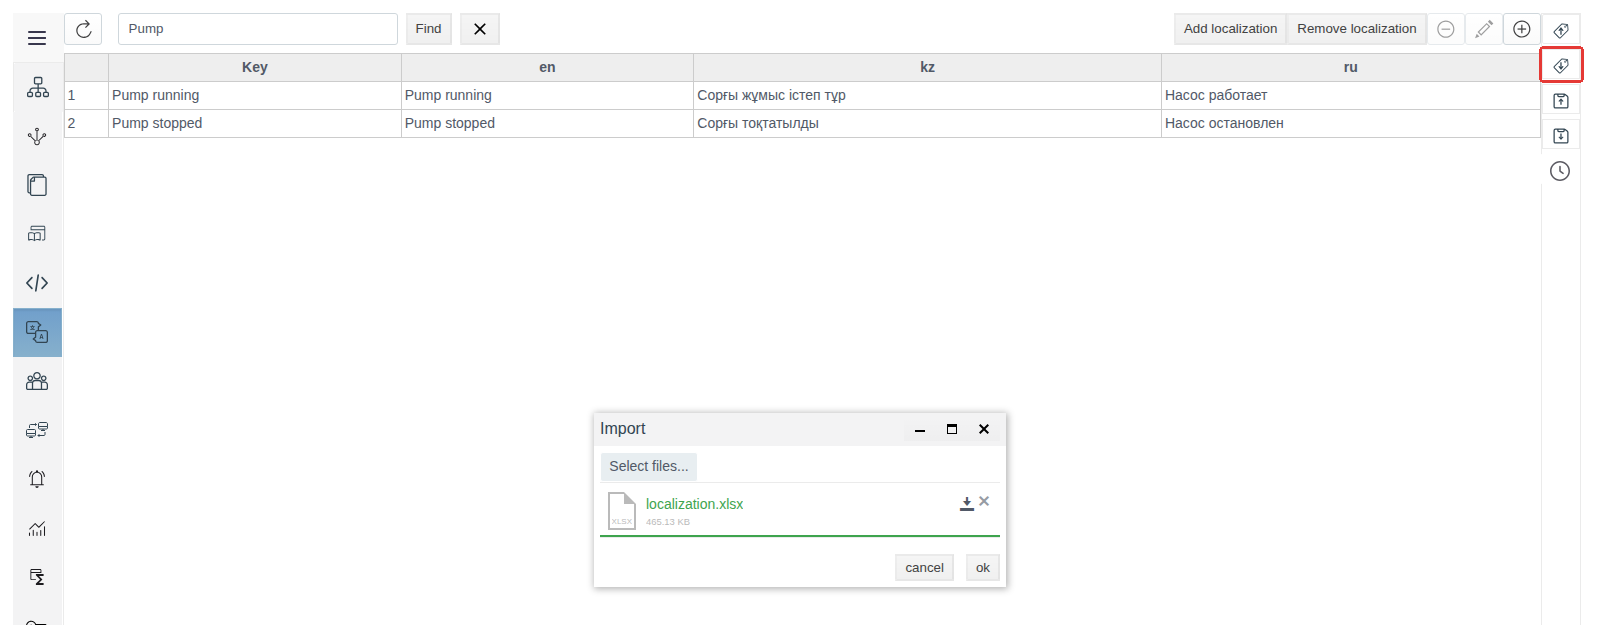 Pump Find Add localization Remove localization
Key en kz ru
1 Pump running Pump running Сорғы жұмыс істеп тұр Насос работает
2 Pump stopped Pump stopped Сорғы тоқтатылды Насос остановлен
Import
Select files...
localization.xlsx
XLSX 465.13 KB
cancel ok